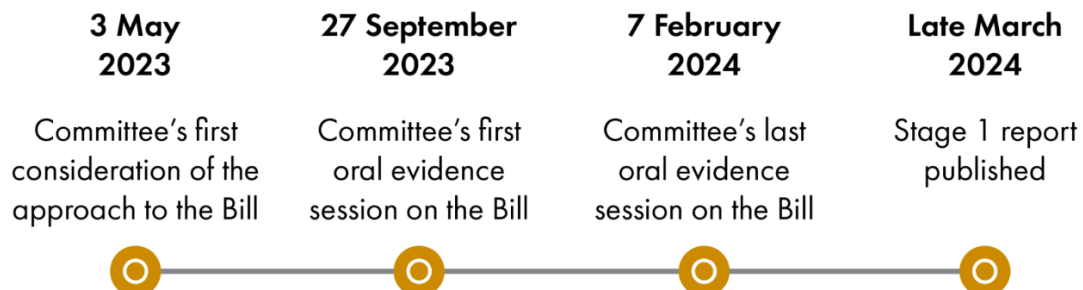 3 May
2023
Committee's first
consideration of the
approach to the Bill
27 September
2023
Committee's first
oral evidence
session on the Bill
7 February
2024
Committee's last
oral evidence
session on the Bill
Late March
2024
Stage 1 report
published